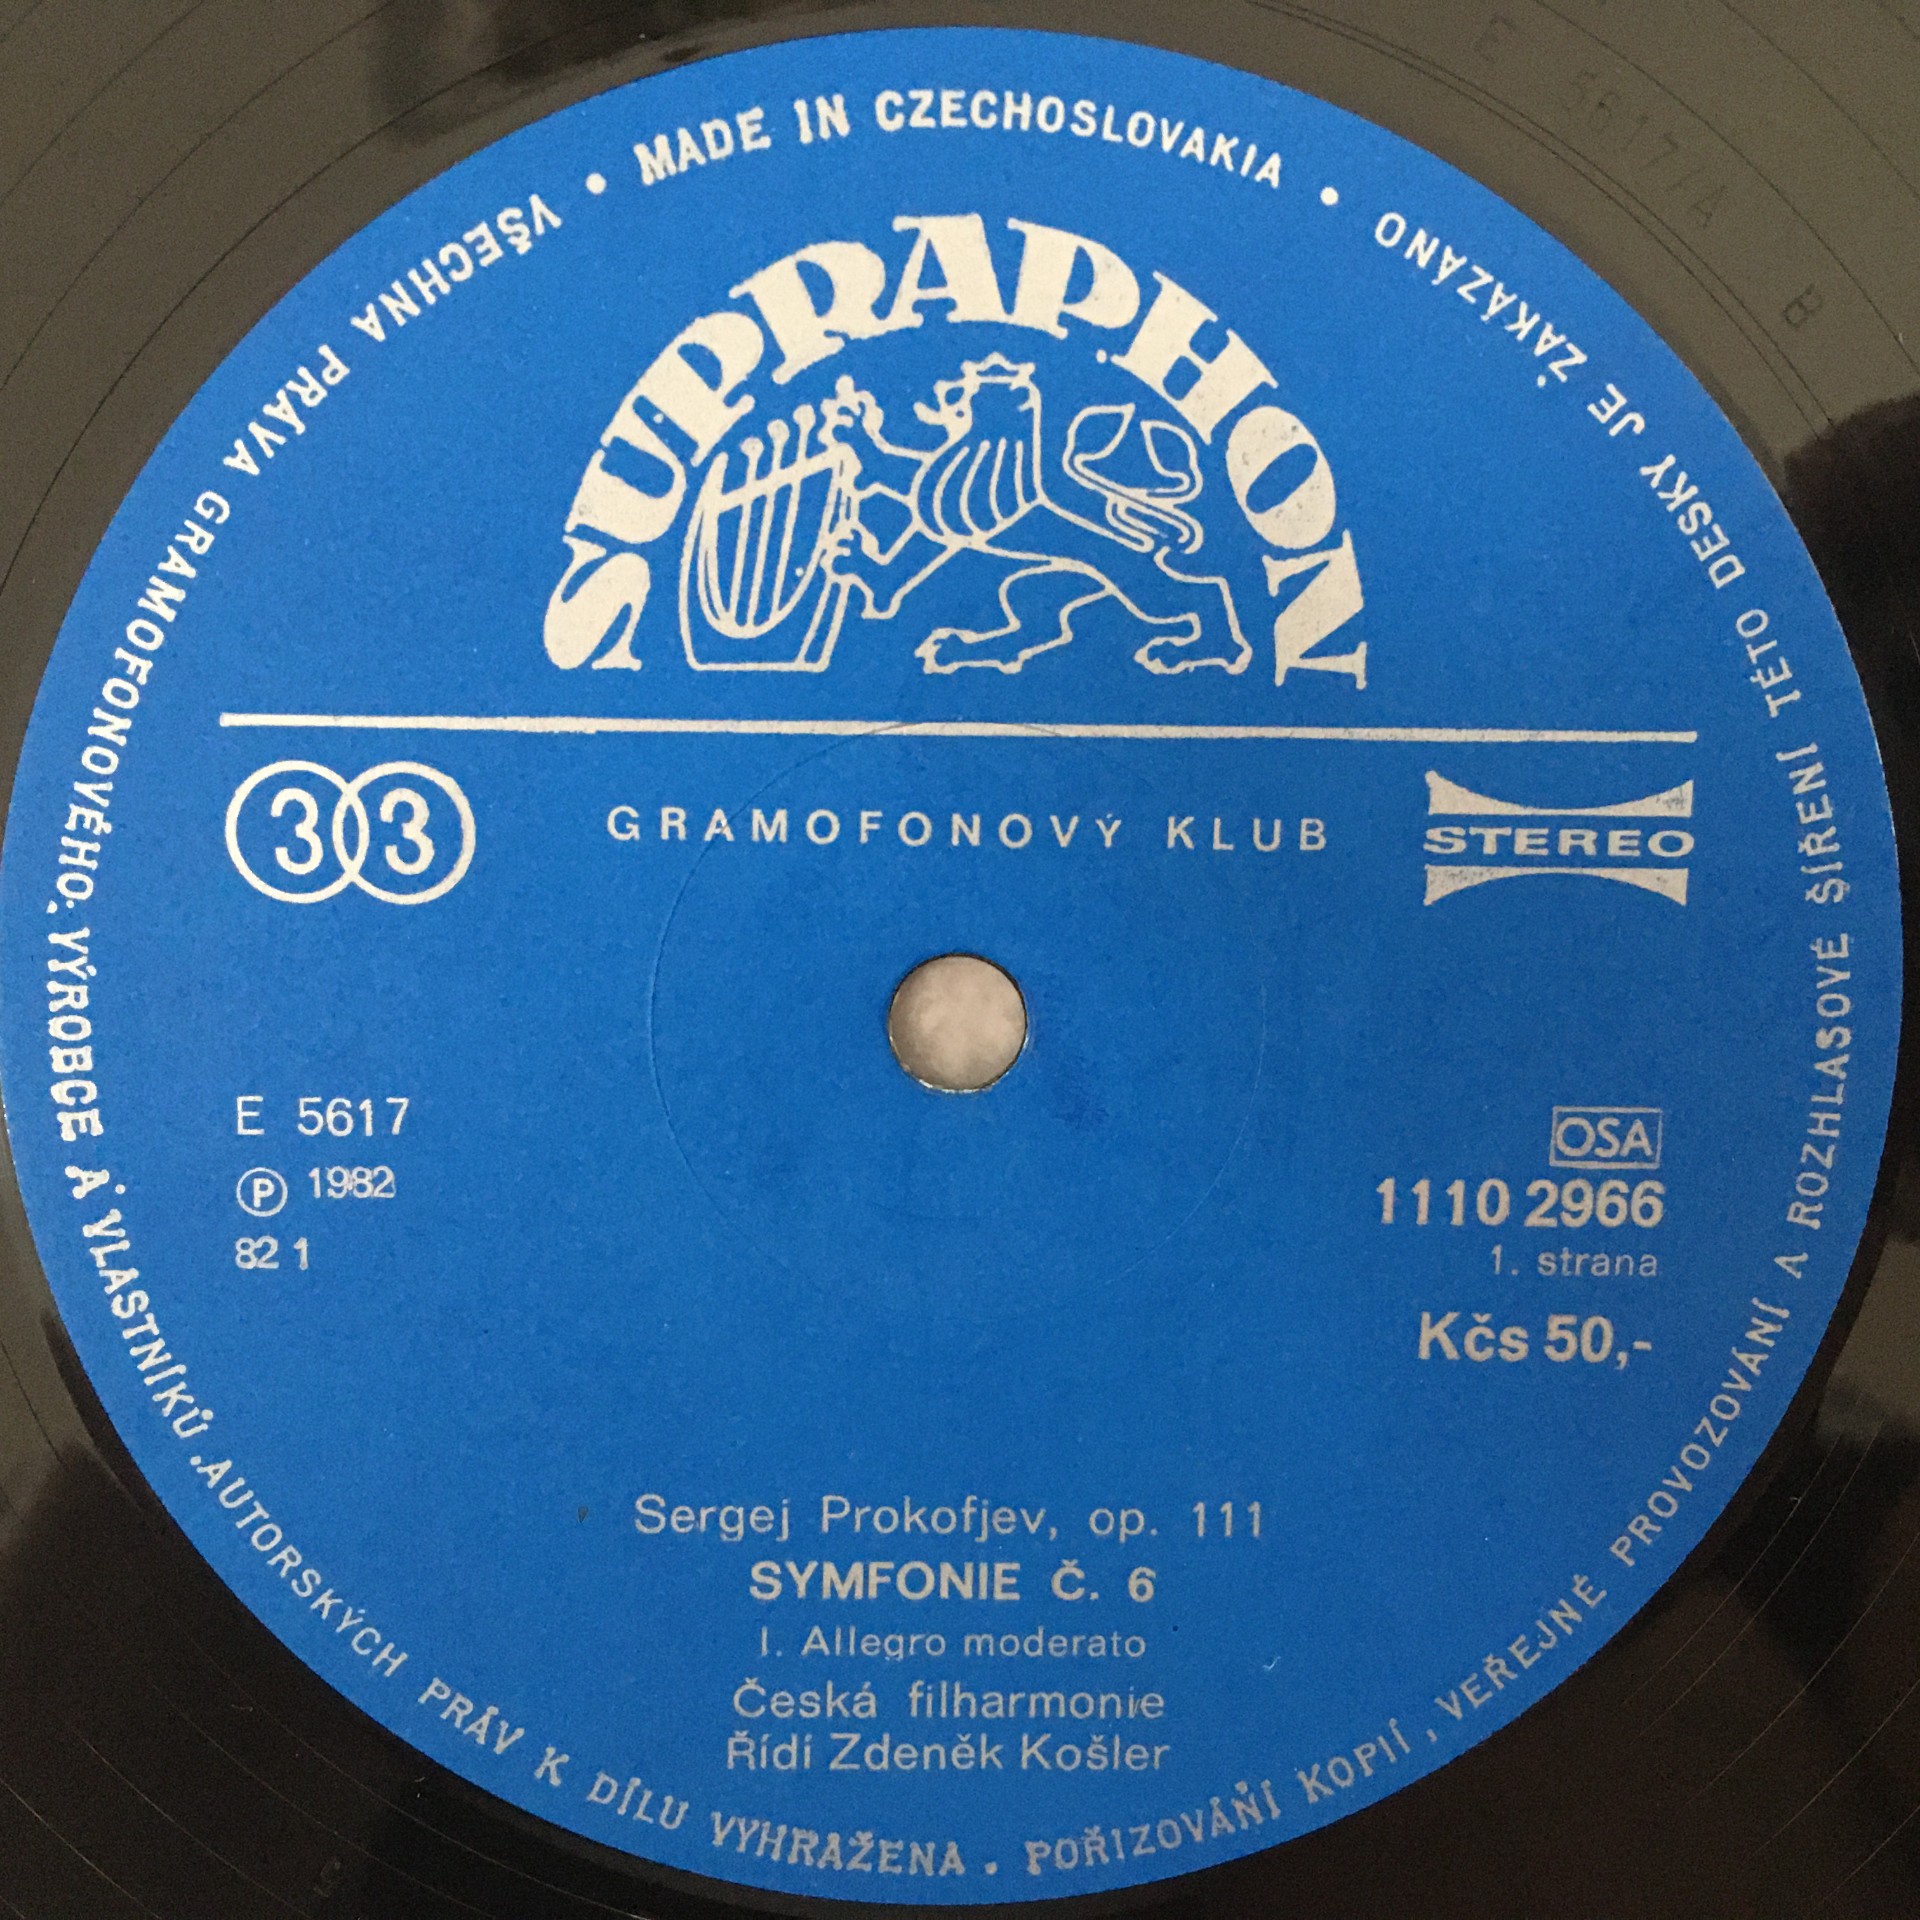 MADE IN CZECHOSLOVAKIA •
VŠECHNA PRÁVA GRAMOFONOVÉHO VÝROBCE A VLASTNÍKŮ AUTORSKÝCH PRÁV K DÍLU VYHRAŽENA . POŘIZOVÁNÍ KOPIÍ, VEŘEJNÉ PROVOZOVÁNÍ A ROZHLASOVÉ ŠÍŘENÍ TÉTO DESKY JE ZAKÁZÁNO •
SUPRAPHON
33
GRAMOFONOVÝ KLUB
STEREO
E 5617
Ⓟ 1982
82 1
OSA
1110 2966
1. strana
Kčs 50,-
Sergej Prokofjev, op. 111
SYMFONIE Č. 6
I. Allegro moderato
Česká filharmonie
Řídí Zdeněk Košler
E 5617 A B